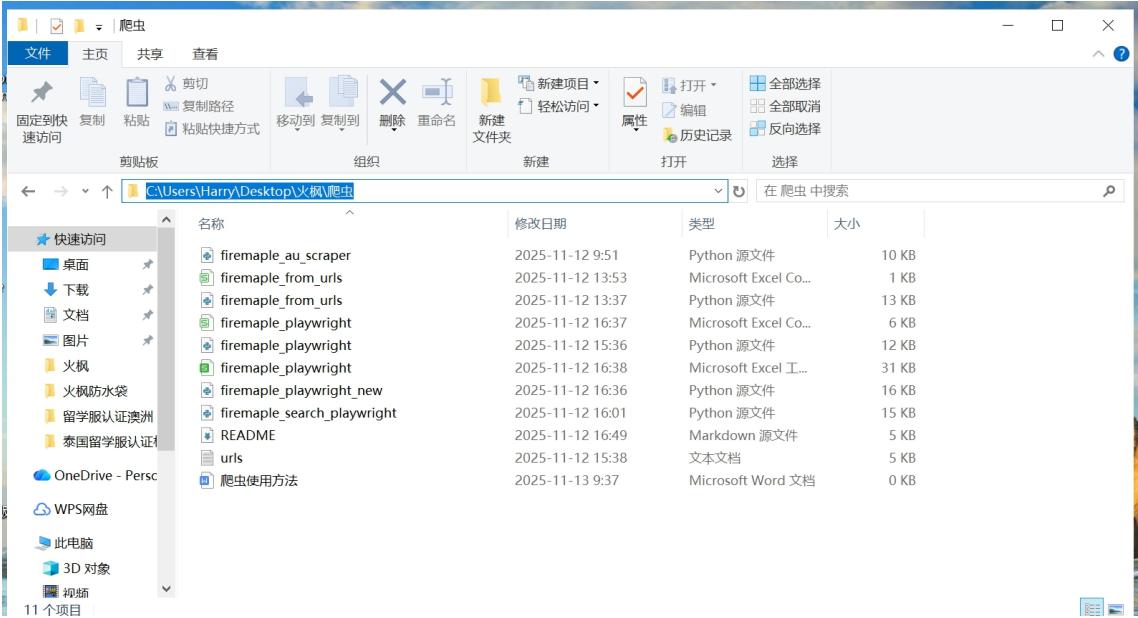 爬虫
文件 主页 共享 查看
固定到快速访问 复制 粘贴 剪切 复制路径 粘贴快捷方式
移动到 复制到 删除 重命名
新建文件夹 新建项目 轻松访问
属性 打开 编辑 历史记录
全部选择 全部取消 反向选择
剪贴板 组织 新建 打开 选择
C:\Users\Harry\Desktop\火枫\爬虫 在 爬虫 中搜索
名称 修改日期 类型 大小
firemaple_au_scraper 2025-11-12 9:51 Python 源文件 10 KB
firemaple_from_urls 2025-11-12 13:53 Microsoft Excel Co... 1 KB
firemaple_from_urls 2025-11-12 13:37 Python 源文件 13 KB
firemaple_playwright 2025-11-12 16:37 Microsoft Excel Co... 6 KB
firemaple_playwright 2025-11-12 15:36 Python 源文件 12 KB
firemaple_playwright 2025-11-12 16:38 Microsoft Excel 工... 31 KB
firemaple_playwright_new 2025-11-12 16:36 Python 源文件 16 KB
firemaple_search_playwright 2025-11-12 16:01 Python 源文件 15 KB
README 2025-11-12 16:49 Markdown 源文件 5 KB
urls 2025-11-12 15:38 文本文档 5 KB
爬虫使用方法 2025-11-13 9:37 Microsoft Word 文档 0 KB
快速访问
桌面
下载
文档
图片
火枫
火枫防水袋
留学服认证澳洲
泰国留学服认证
OneDrive - Persc
WPS网盘
此电脑
3D 对象
视频
11 个项目